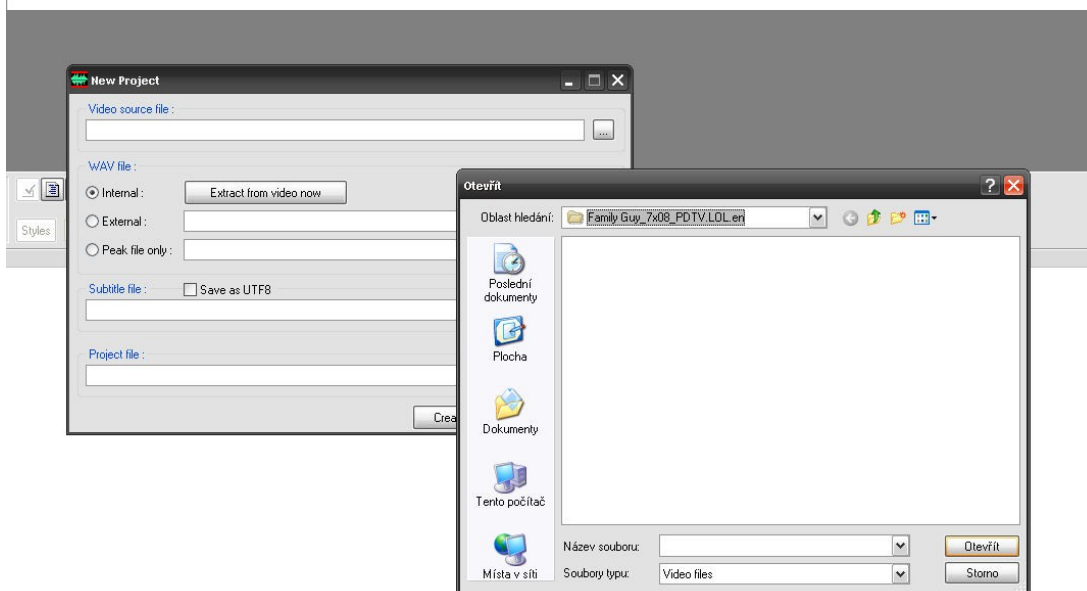 New Project
Video source file :
...
WAV file :
Internal :
Extract from video now
External :
Peak file only :
Styles
Subtitle file :
Save as UTF8
Project file :
Crea
Otevřít
Oblast hledání:
Family Guy_7x08_PDTV.LOL.en
Poslední
dokumenty
Plocha
Dokumenty
Tento počítač
Místa v síti
Název souboru:
Otevřít
Soubory typu:
Video files
Storno